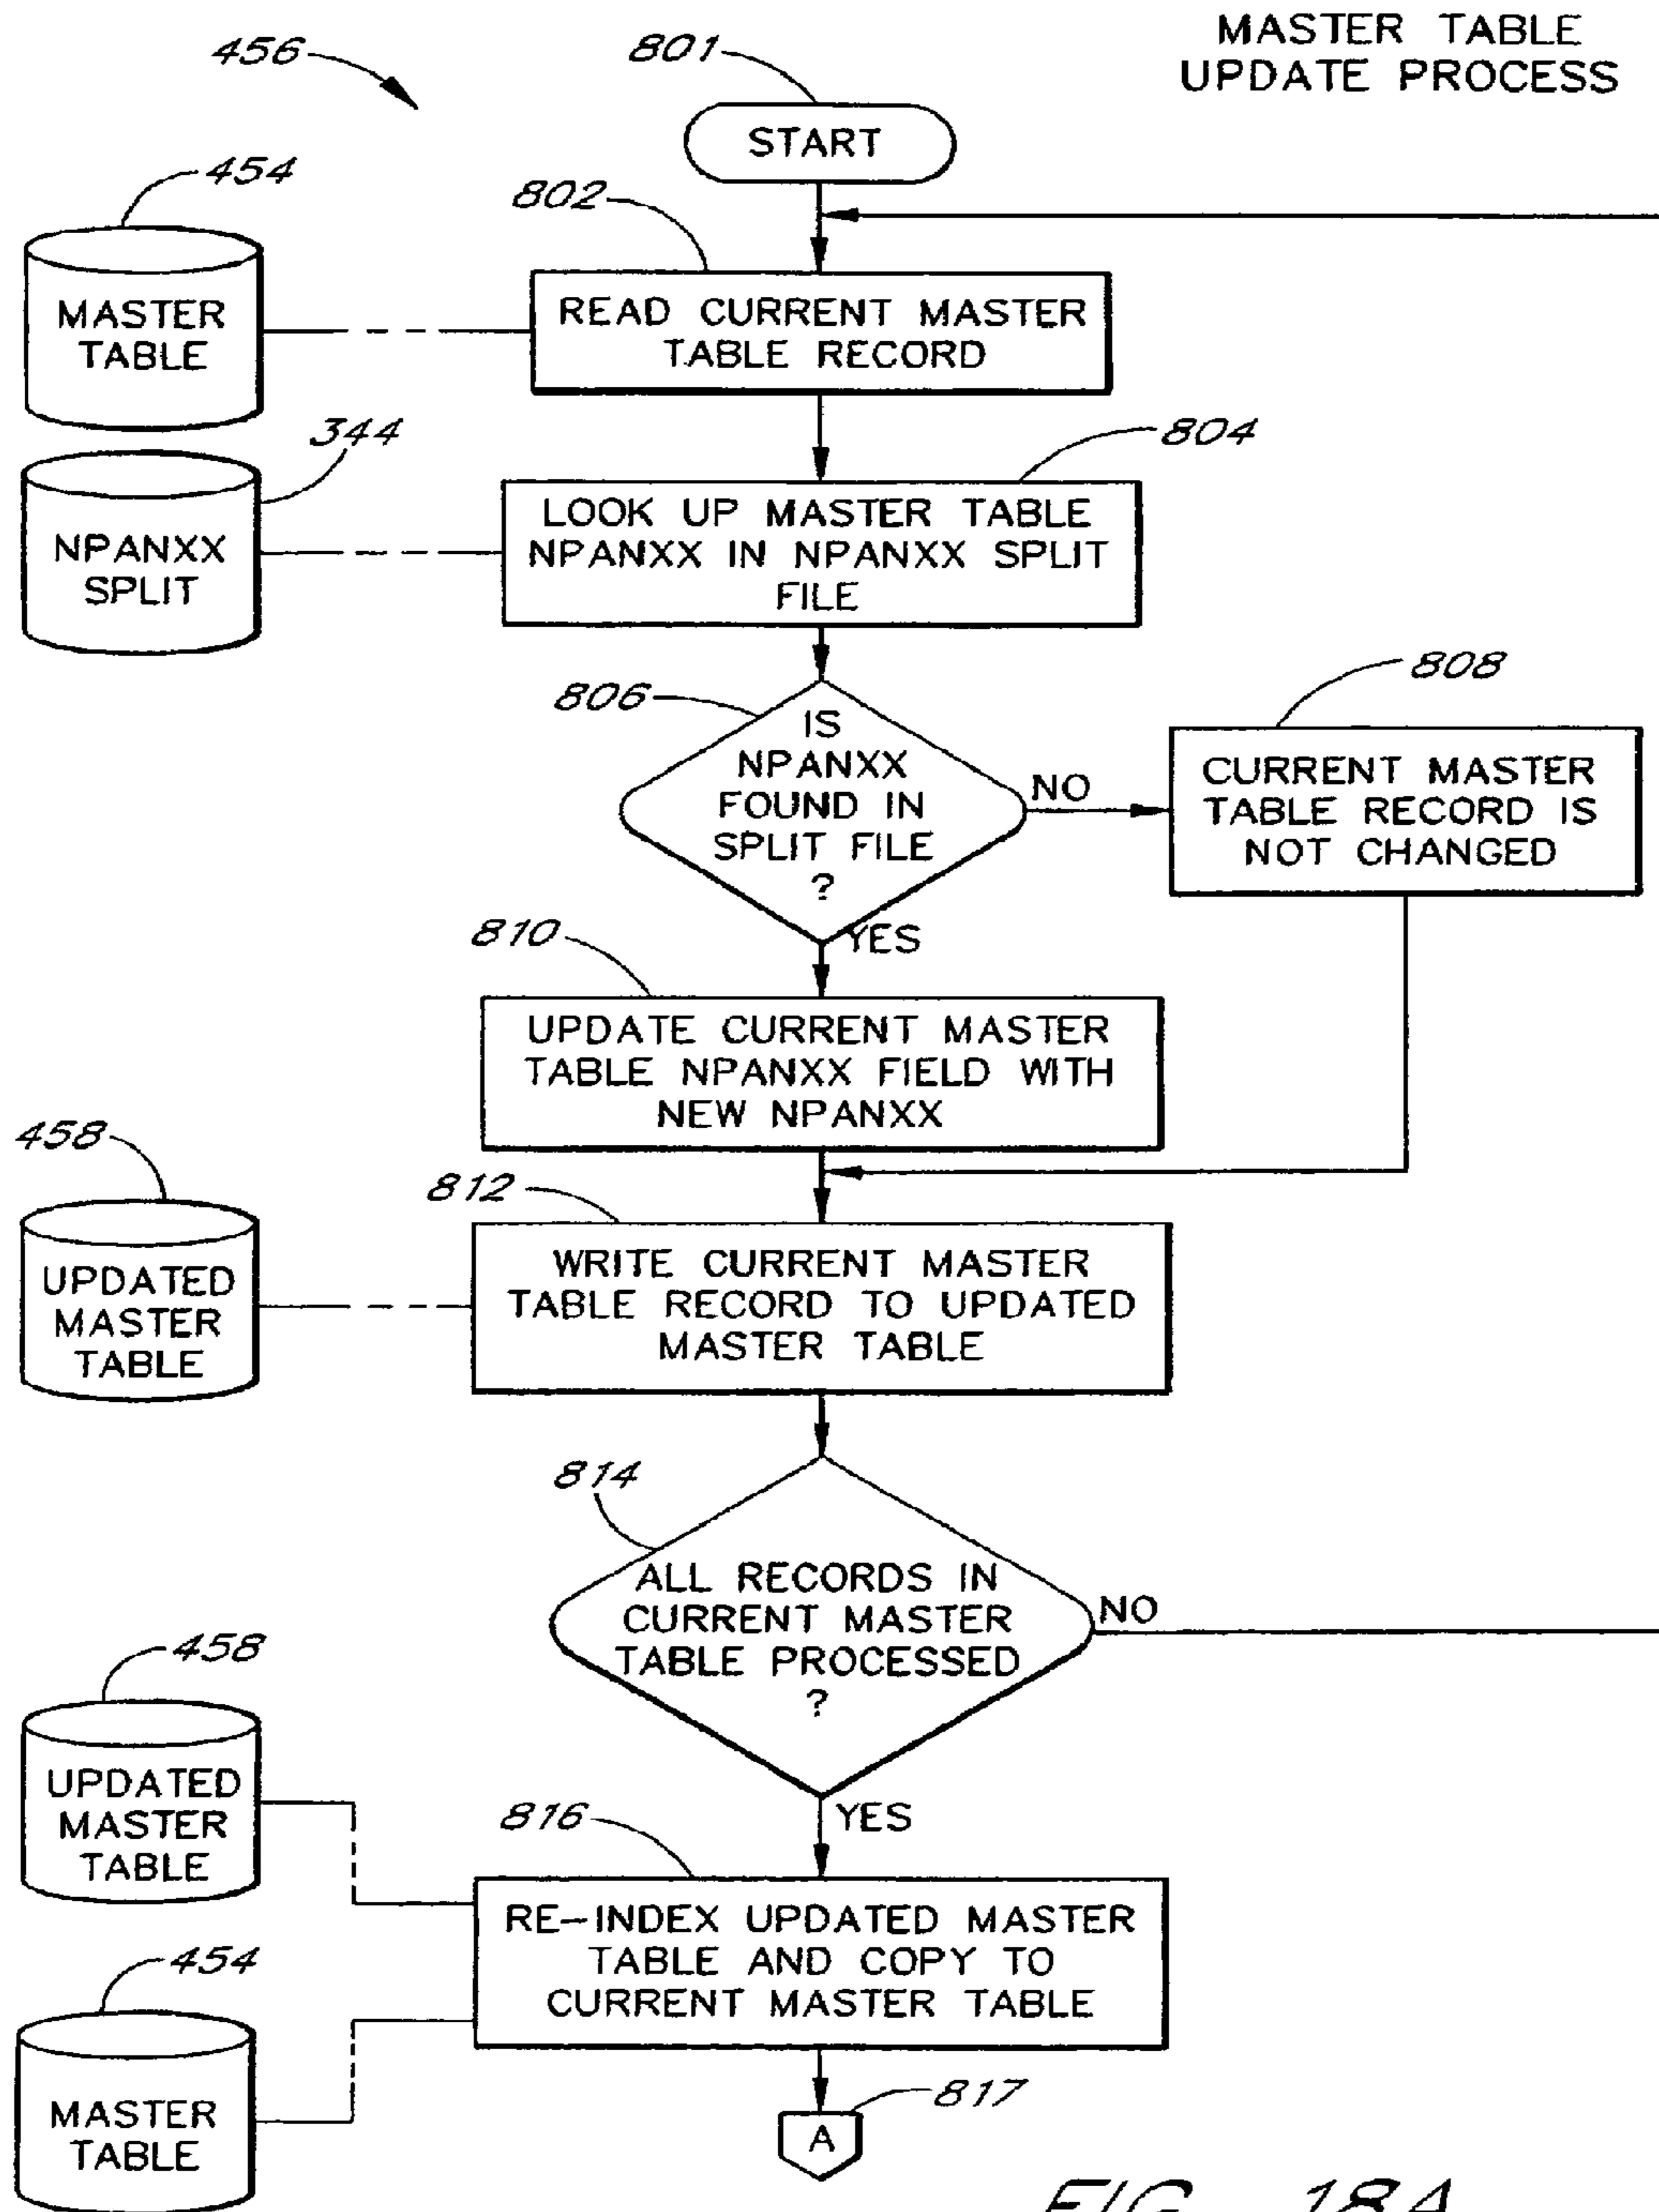 MASTER TABLE
UPDATE PROCESS
456
801
START
454
802
MASTER
TABLE
READ CURRENT MASTER
TABLE RECORD
344
804
NPANXX
SPLIT
LOOK UP MASTER TABLE
NPANXX IN NPANXX SPLIT
FILE
806
IS
NPANXX
FOUND IN
SPLIT FILE
?
NO
808
CURRENT MASTER
TABLE RECORD IS
NOT CHANGED
YES
810
UPDATE CURRENT MASTER
TABLE NPANXX FIELD WITH
NEW NPANXX
458
812
UPDATED
MASTER
TABLE
WRITE CURRENT MASTER
TABLE RECORD TO UPDATED
MASTER TABLE
814
ALL RECORDS IN
CURRENT MASTER
TABLE PROCESSED
?
NO
458
UPDATED
MASTER
TABLE
YES
816
RE-INDEX UPDATED MASTER
TABLE AND COPY TO
CURRENT MASTER TABLE
454
MASTER
TABLE
817
A
FIG. 18A